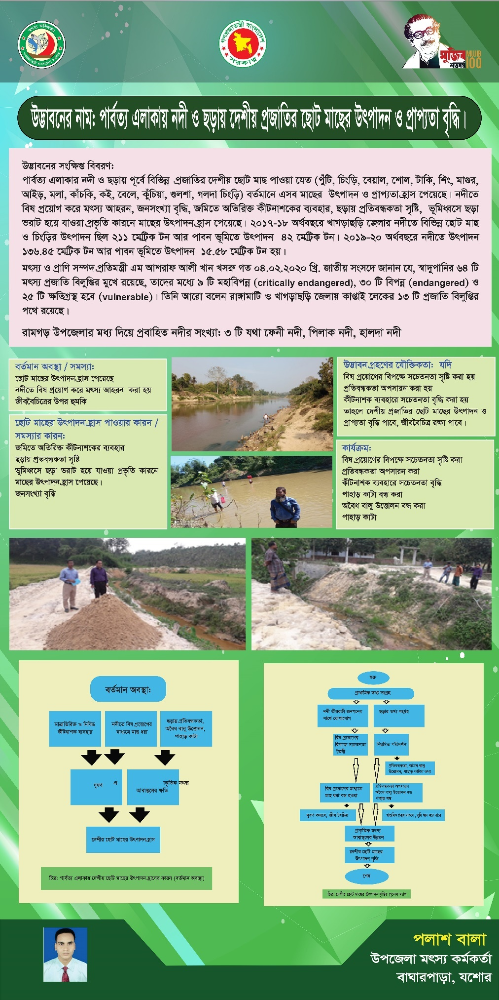 মৎস্য অধিদপ্তর
গণপ্রজাতন্ত্রী বাংলাদেশ সরকার
গণপ্রজাতন্ত্রী বাংলাদেশ
সরকার
মুজিব
শতবর্ষ
MUJIB
100
উদ্ভাবনের নাম: পার্বত্য এলাকায় নদী ও ছড়ায় দেশীয় প্রজাতির ছোট মাছের উৎপাদন ও প্রাপ্যতা বৃদ্ধি।
উদ্ভাবনের সংক্ষিপ্ত বিবরণ:
পার্বত্য এলাকার নদী ও ছড়ায় পূর্বে বিভিন্ন প্রজাতির দেশীয় ছোট মাছ পাওয়া যেত (পুঁটি, চিংড়ি, বেয়াল, শোল, টাকি, শিং, মাগুর,
আইড়, মলা, কাঁচকি, কই, বেলে, কুঁচিয়া, গুলশা, গলদা চিংড়ি) বর্তমানে এসব মাছের উৎপাদন ও প্রাপ্যতা হ্রাস পেয়েছে। নদীতে
বিষ প্রয়োগ করে মৎস্য আহরন, জনসংখ্যা বৃদ্ধি, জমিতে অতিরিক্ত কীটনাশকের ব্যবহার, ছড়ায় প্রতিবন্ধকতা সৃষ্টি, ভূমিধ্বসে ছড়া
ভরাট হয়ে যাওয়া প্রভৃতি কারনে মাছের উৎপাদন হ্রাস পেয়েছে। ২০১৭-১৮ অর্থবছরে খাগড়াছড়ি জেলার নদীতে বিভিন্ন ছোট মাছ
ও চিংড়ির উৎপাদন ছিল ২১১ মেট্রিক টন আর পাবন ভূমিতে উৎপাদন ৪২ মেট্রিক টন। ২০১৯-২০ অর্থবছরে নদীতে উৎপাদন
১৩৬.৪৫ মেট্রিক টন আর পাবন ভূমিতে উৎপাদন ১৫.৫৮ মেট্রিক টন হয়।
মৎস্য ও প্রাণি সম্পদ প্রতিমন্ত্রী এম আশরাফ আলী খান খসরু গত ০৪.০২.২০২০ খ্রি. জাতীয় সংসদে জানান যে, স্বাদুপানির ৬৪ টি
মৎস্য প্রজাতি বিলুপ্তির মুখে রয়েছে, তাদের মধ্যে ৯ টি মহাবিপন্ন (critically endangered), ৩০ টি বিপন্ন (endangered) ও
২৫ টি ক্ষতিগ্রস্থ হবে (vulnerable)। তিনি আরো বলেন রাঙ্গামাটি ও খাগড়াছড়ি জেলায় কাপ্তাই লেকের ১৩ টি প্রজাতি বিলুপ্তির
পথে রয়েছে।
রামগড় উপজেলার মধ্য দিয়ে প্রবাহিত নদীর সংখ্যা: ৩ টি যথা ফেনী নদী, পিলাক নদী, হালদা নদী
বর্তমান অবস্থা / সমস্যা:
ছোট মাছের উৎপাদন হ্রাস পেয়েছে
নদীতে বিষ প্রয়োগ করে মৎস্য আহরন করা হয়
জীববৈচিত্রের উপর হুমকি
ছোট মাছের উৎপাদন হ্রাস পাওয়ার কারন /
সমস্যার কারন:
জমিতে অতিরিক্ত কীটনাশকের ব্যবহার
ছড়ায় প্রতবন্ধকতা সৃষ্টি
ভূমিধ্বসে ছড়া ভরাট হয়ে যাওয়া প্রভৃতি কারনে
মাছের উৎপাদন হ্রাস পেয়েছে।
জনসংখ্যা বৃদ্ধি
উদ্ভাবন গ্রহণের যৌক্তিকতা: যদি
বিষ প্রয়োগের বিপক্ষে সচেতনতা সৃষ্টি করা হয়
প্রতিবন্ধকতা অপসারন করা হয়
কীটনাশক ব্যবহারে সচেতনতা বৃদ্ধি করা হয়
তাহলে দেশীয় প্রজাতির ছোট মাছের উৎপাদন ও
প্রাপ্যতা বৃদ্ধি পাবে, জীববৈচিত্র রক্ষা পাবে।
কার্যক্রম:
বিষ প্রয়োগের বিপক্ষে সচেতনতা সৃষ্টি করা
প্রতিবন্ধকতা অপসারন করা
কীটনাশক ব্যবহারে সচেতনতা বৃদ্ধি
পাহাড় কাটা বন্ধ করা
অবৈধ বালু উত্তোলন বন্ধ করা
পাহাড় কাটা
বর্তমান অবস্থা:
মাত্রাতিরিক্ত ও নিষিদ্ধ
কীটনাশক ব্যবহার
নদীতে বিষ প্রয়োগের
মাধ্যমে মাছ ধরা
ছড়ায় প্রতিবন্ধকতা,
অবৈধ বালু উত্তোলন,
পাহাড় কাটা
দূষণ
প্রাকৃতিক মৎস্য
আবাস্থলের ক্ষতি
দেশীয় ছোট মাছের উৎপাদন হ্রাস
চিত্র: পার্বত্য এলাকায় দেশীয় ছোট মাছের উৎপাদন হ্রাসের কারন (বর্তমান অবস্থা)
শুরু
প্রাথমিক তথ্য সংগ্রহ
নদী তীরবর্তী জনগনের
সাথে যোগাযোগ
ছড়ার তথ্য সংগ্রহ
বিষ প্রয়োগের
বিপক্ষে সচেতনতা
তৈরী
নিয়মিত পরিদর্শন
প্রতিবন্ধকতা, অবৈধ বালু
উত্তোলন, পাহাড় কাটার তথ্য
বিষ প্রয়োগের মাধ্যমে
মাছ ধরা বন্ধ হওয়া
প্রতিবন্ধকতা অপসারন
অবৈধ বালু উত্তোলন বন্ধ
পাহাড় বন্ধ
দূষণ কমবে, জীব বৈচিত্র
প্রাকৃতিক মৎস্য
আবাস্থলের উন্নয়ন
দেশীয় ছোট মাছের
উৎপাদন বৃদ্ধি
শেষ
চিত্র: দেশীয় ছোট মাছের উৎপাদন বৃদ্ধির প্রসেস ম্যাপ
পলাশ বালা
উপজেলা মৎস্য কর্মকর্তা
বাঘারপাড়া, যশোর